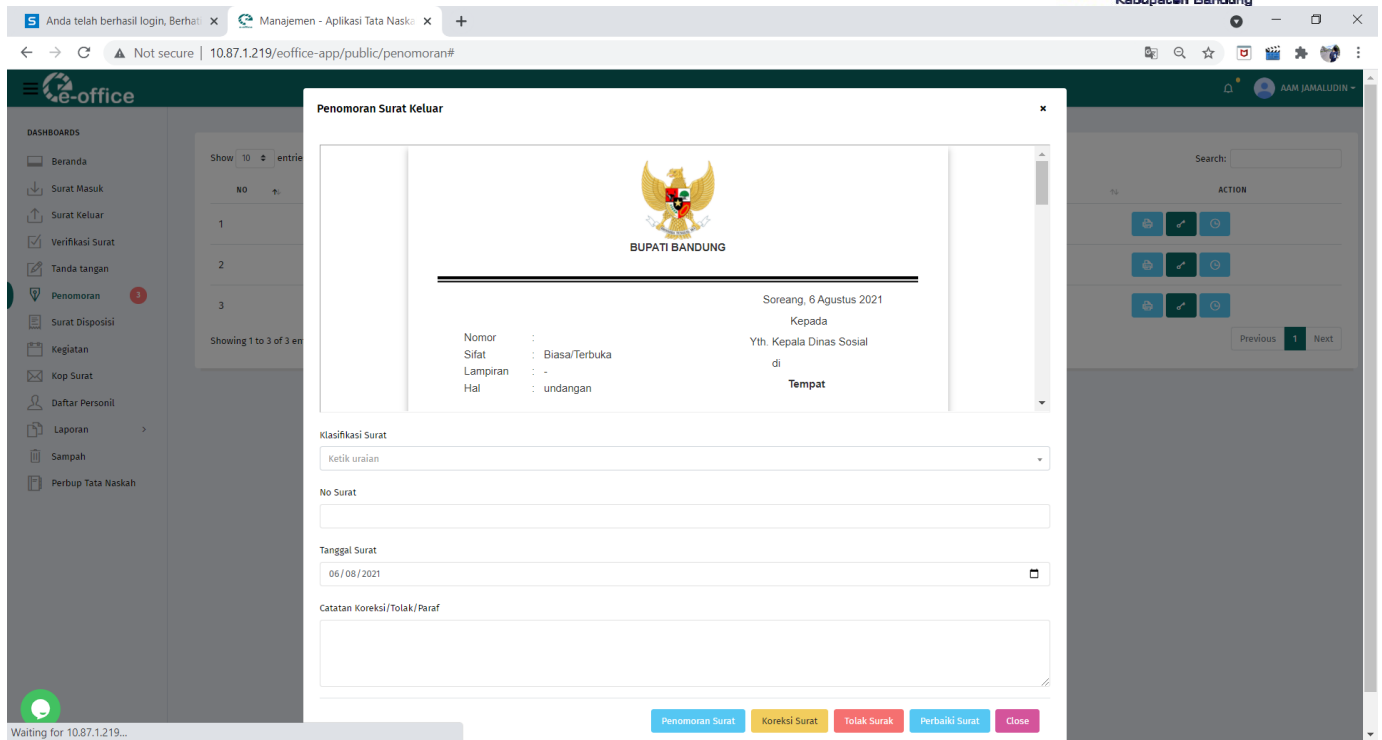 Kabupaten Bandung
S Anda telah berhasil login, Berhati
Manajemen - Aplikasi Tata Naska
Not secure | 10.87.1.219/eoffice-app/public/penomoran#
e-office
AAM JAMALUDIN
DASHBOARDS
Beranda
Surat Masuk
Surat Keluar
Verifikasi Surat
Tanda tangan
Penomoran 3
Surat Disposisi
Kegiatan
Kop Surat
Daftar Personil
Laporan
Sampah
Perbup Tata Naskah
Show 10 entrie
Search:
NO
ACTION
1
2
3
Showing 1 to 3 of 3 en
Previous 1 Next
Penomoran Surat Keluar
BUPATI BANDUNG
Soreang, 6 Agustus 2021
Kepada
Yth. Kepala Dinas Sosial
di
Tempat
Nomor :
Sifat : Biasa/Terbuka
Lampiran : -
Hal : undangan
Klasifikasi Surat
Ketik uraian
No Surat
Tanggal Surat
06/08/2021
Catatan Koreksi/Tolak/Paraf
Penomoran Surat
Koreksi Surat
Tolak Surak
Perbaiki Surat
Close
Waiting for 10.87.1.219...